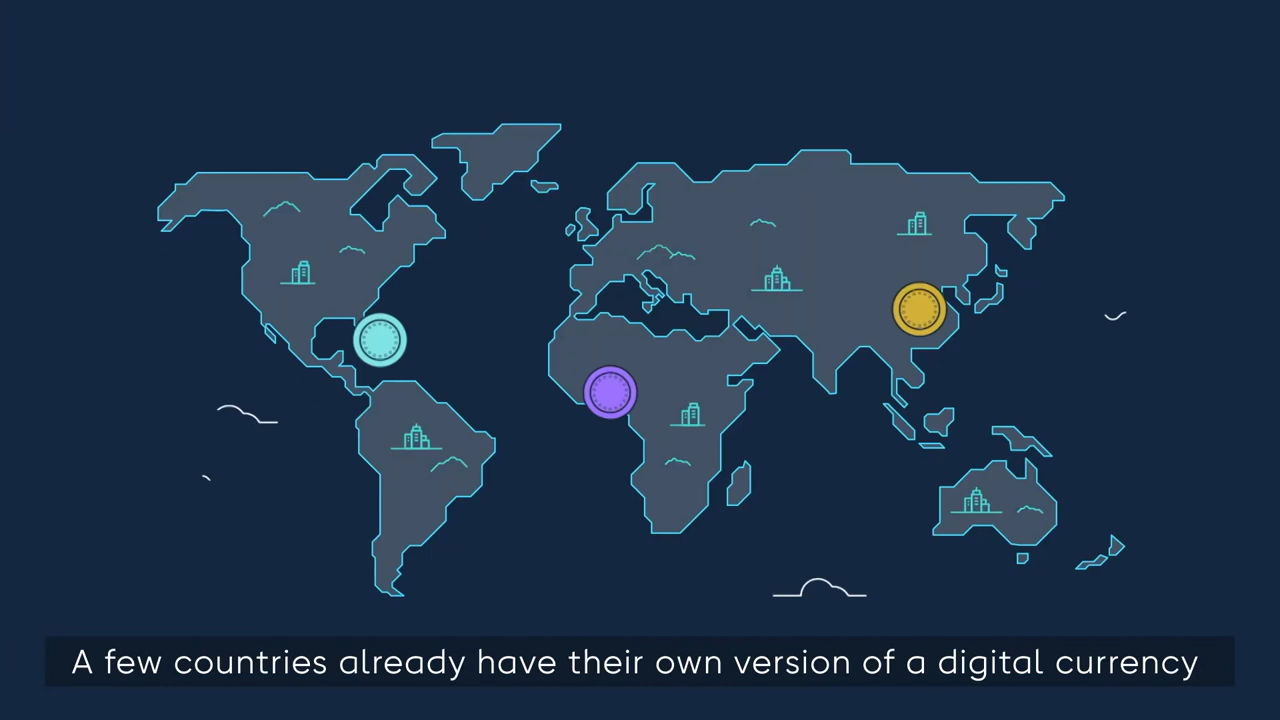 A few countries already have their own version of a digital currency